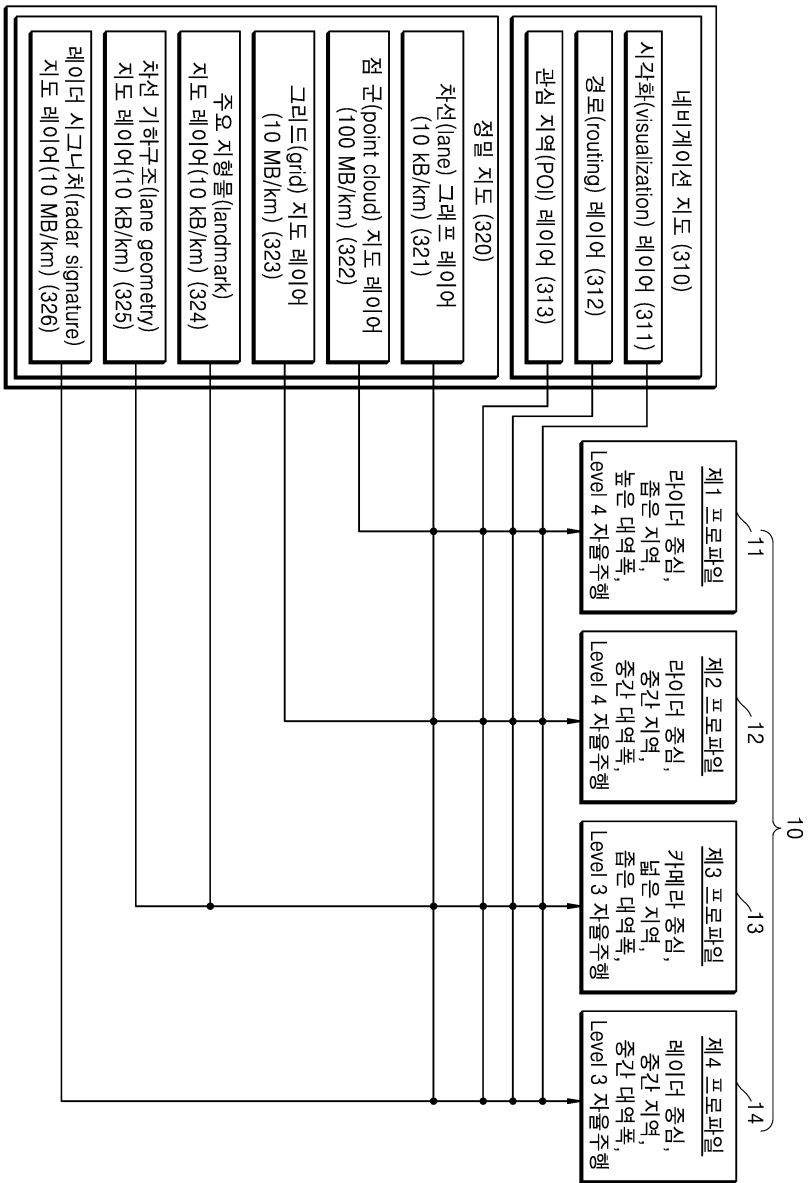 네비게이션 지도 (310)
시각화(visualization) 레이어 (311)
경로(routing) 레이어 (312)
관심 지역(POI) 레이어 (313)
정밀 지도 (320)
차선(lane) 그래프 레이어
(10 kB/km) (321)
점 군(point cloud) 지도 레이어
(100 MB/km) (322)
그리드(grid) 지도 레이어
(10 MB/km) (323)
주요 지형물(landmark)
지도 레이어(10 kB/km) (324)
차선 기하구조(lane geometry)
지도 레이어(10 kB/km) (325)
레이더 시그니처(radar signature)
지도 레이어(10 MB/km) (326)
10
11
제1 프로파일
라이더 중심,
좁은 지역,
높은 대역폭,
Level 4 자율주행
12
제2 프로파일
라이더 중심,
중간 지역,
중간 대역폭,
Level 4 자율주행
13
제3 프로파일
카메라 중심,
넓은 지역,
좁은 대역폭,
Level 3 자율주행
14
제4 프로파일
레이더 중심,
중간 지역,
중간 대역폭,
Level 3 자율주행